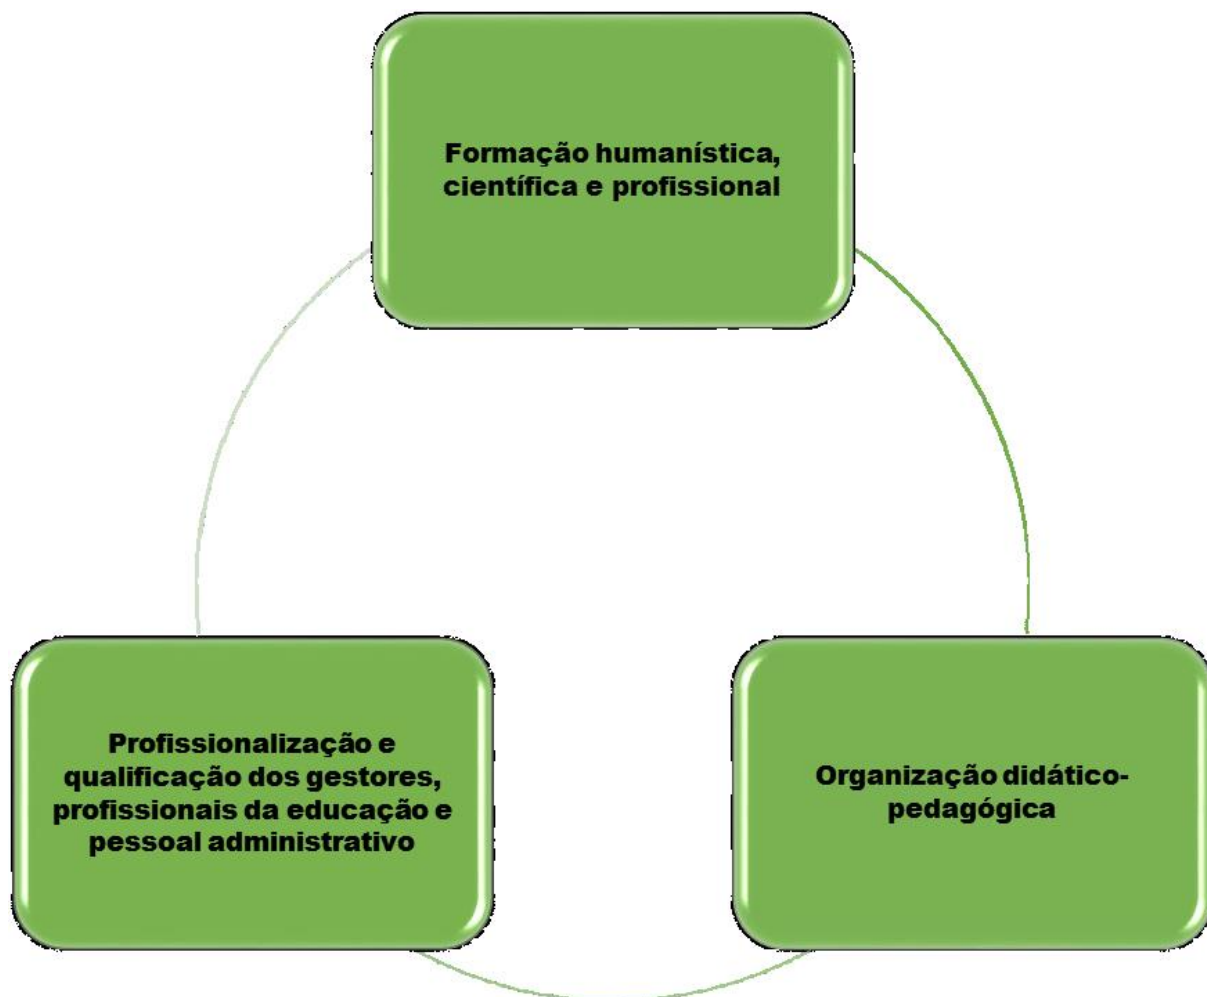 Formação humanística,
científica e profissional
Profissionalização e
qualificação dos gestores,
profissionais da educação e
pessoal administrativo
Organização didático-
pedagógica